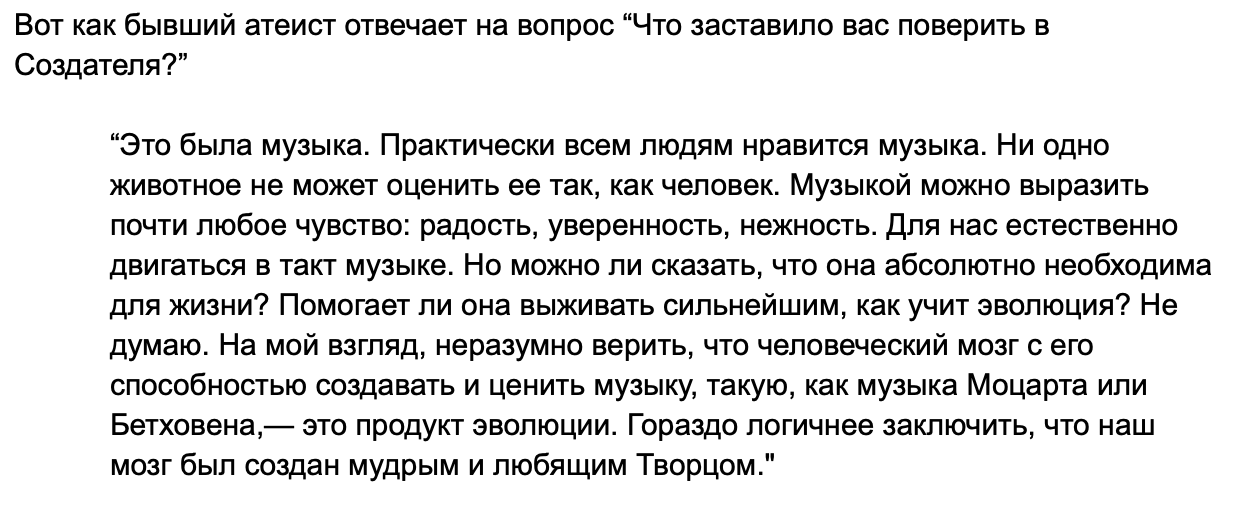 Вот как бывший атеист отвечает на вопрос “Что заставило вас поверить в
Создателя?”
“Это была музыка. Практически всем людям нравится музыка. Ни одно
животное не может оценить ее так, как человек. Музыкой можно выразить
почти любое чувство: радость, уверенность, нежность. Для нас естественно
двигаться в такт музыке. Но можно ли сказать, что она абсолютно необходима
для жизни? Помогает ли она выживать сильнейшим, как учит эволюция? Не
думаю. На мой взгляд, неразумно верить, что человеческий мозг с его
способностью создавать и ценить музыку, такую, как музыка Моцарта или
Бетховена,— это продукт эволюции. Гораздо логичнее заключить, что наш
мозг был создан мудрым и любящим Творцом."